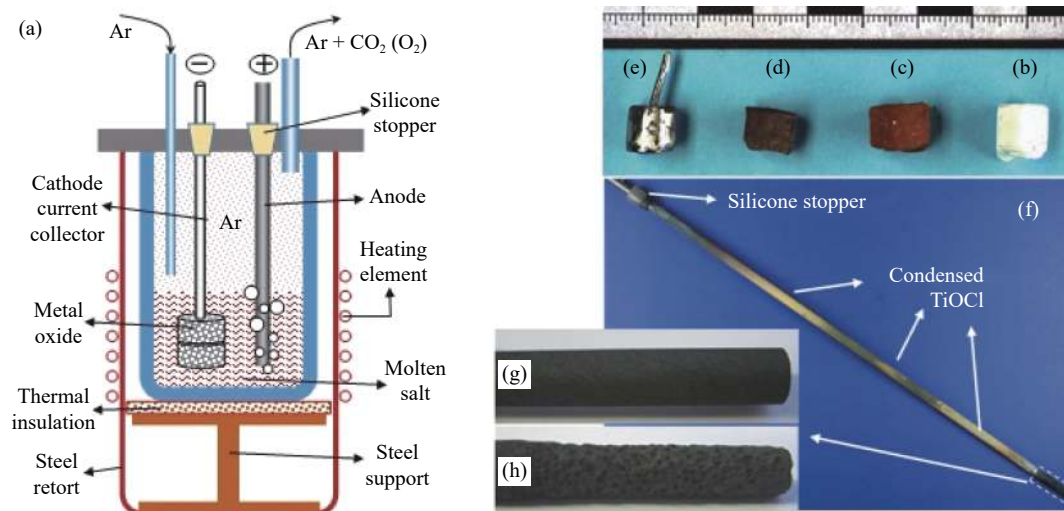 (a)
Ar
Ar + CO₂ (O₂)
−
+
Silicone
stopper
Cathode
current
collector
Ar
Anode
Heating
element
Metal
oxide
Molten
salt
Thermal
insulation
Steel
retort
Steel
support
(e)
(d)
(c)
(b)
Silicone stopper
(f)
Condensed
TiOCl
(g)
(h)